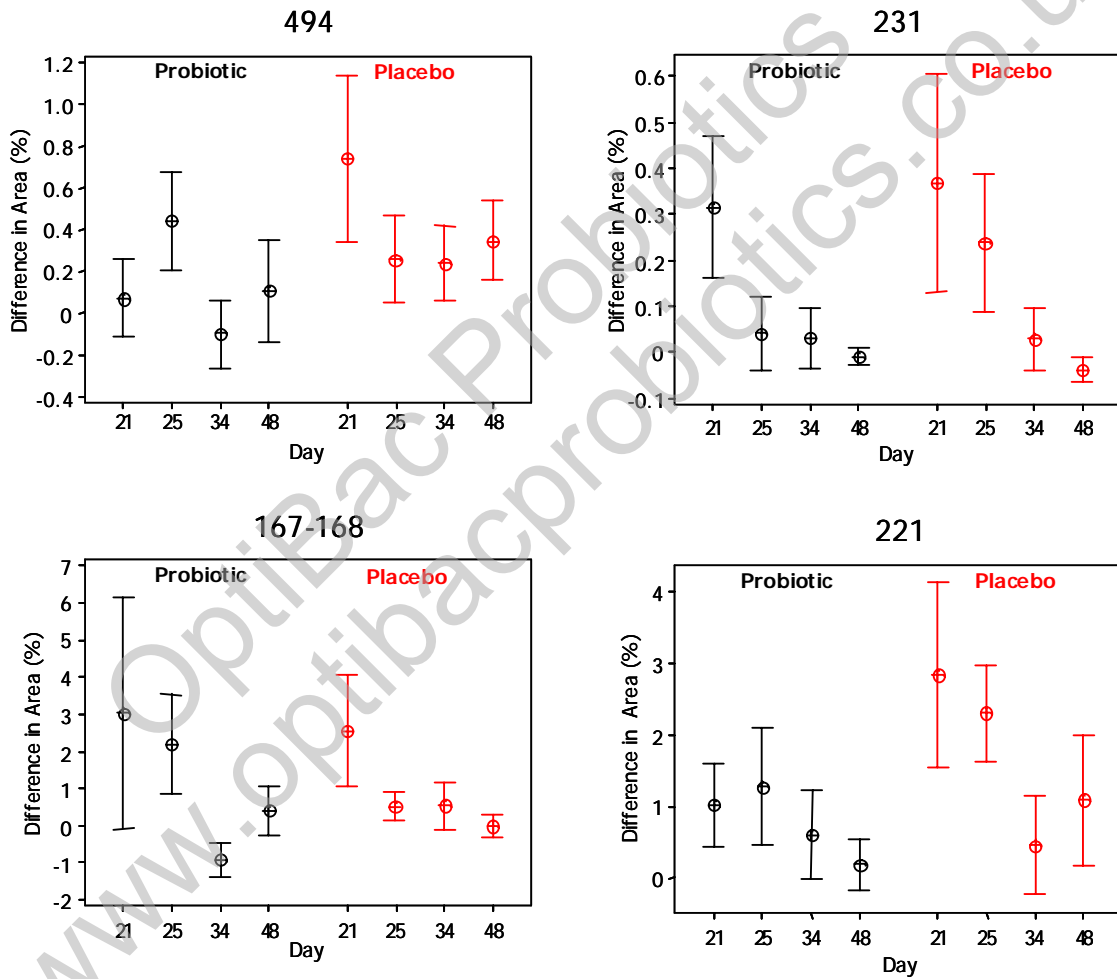 494
Probiotic Placebo
1.2
1.0
0.8
0.6
0.4
0.2
0
-0.2
-0.4
Difference in Area (%)
21 25 34 48 21 25 34 48
Day
231
Probiotic Placebo
0.6
0.5
0.4
0.3
0.2
0.1
0
-0.1
Difference in Area (%)
21 25 34 48 21 25 34 48
Day
167-168
Probiotic Placebo
7
6
5
4
3
2
1
0
-1
-2
Difference in Area (%)
21 25 34 48 21 25 34 48
Day
221
Probiotic Placebo
4
3
2
1
0
Difference in Area (%)
21 25 34 48 21 25 34 48
Day
OptiBac Probiotics
www.optibacprobiotics.co.u